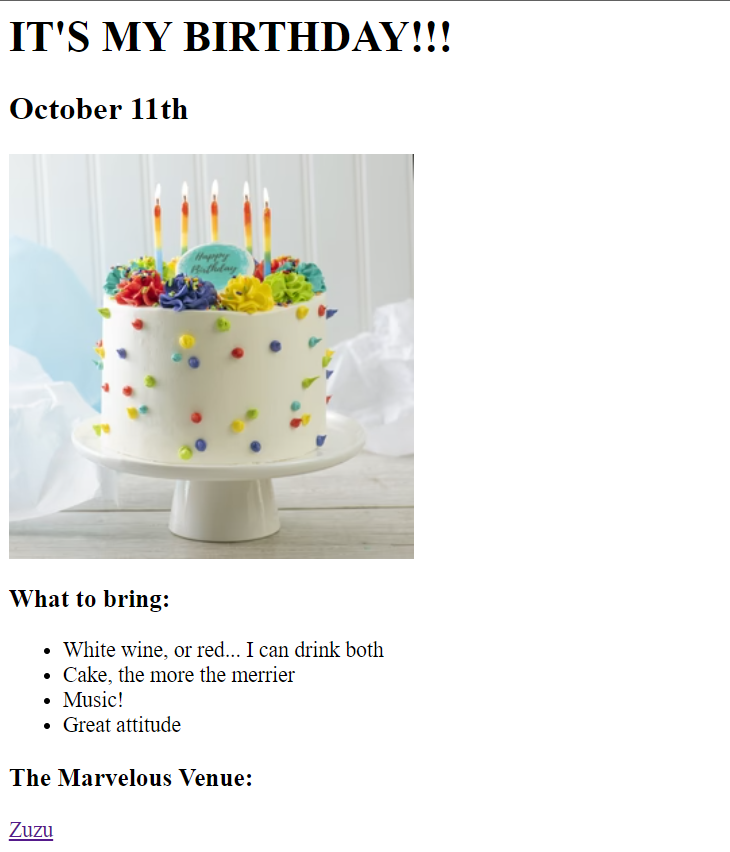 IT'S MY BIRTHDAY!!!
October 11th
Happy
Birthday
What to bring:
White wine, or red... I can drink both
Cake, the more the merrier
Music!
Great attitude
The Marvelous Venue:
Zuzu